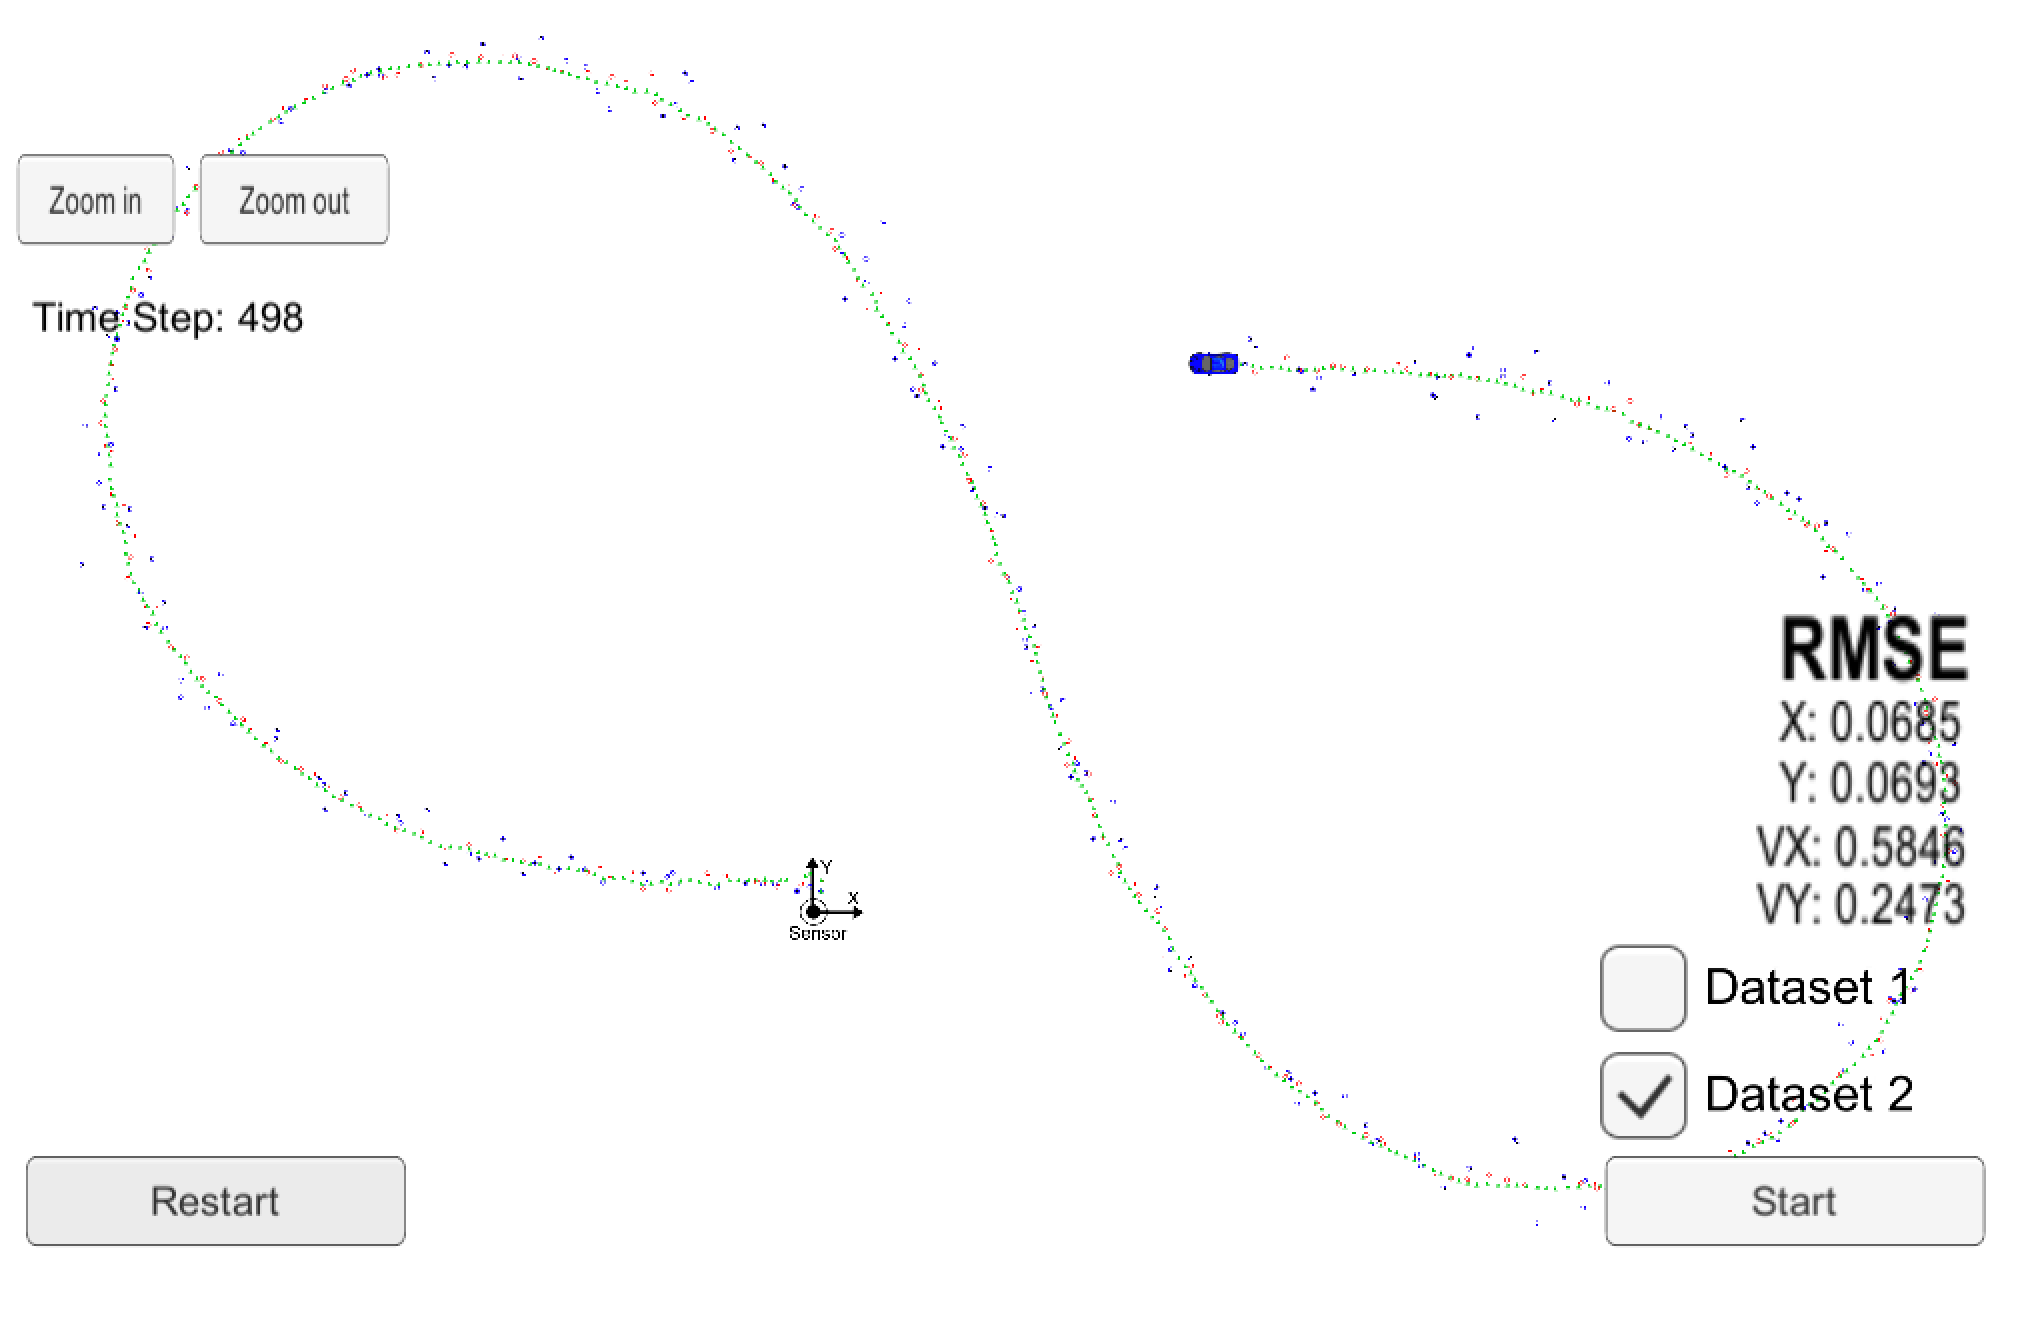 Zoom in
Zoom out
Time Step: 498
RMSE
X: 0.0685
Y: 0.0693
VX: 0.5846
VY: 0.2473
Y
X
Sensor
Dataset 1
Dataset 2
Restart
Start